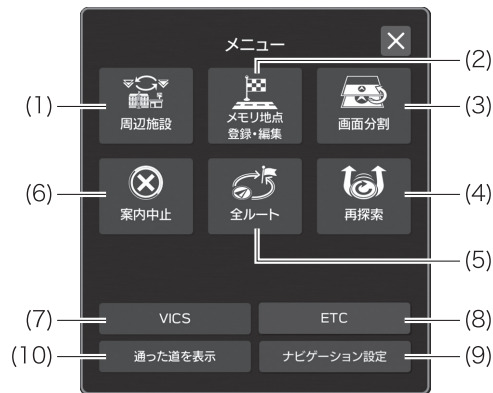 メニュー
(1)
(2)
(3)
周辺施設
メモリ地点
登録・編集
画面分割
(6)
(4)
案内中止
全ルート
再探索
(5)
(7)
VICS
ETC
(8)
(10)
通った道を表示
ナビゲーション設定
(9)